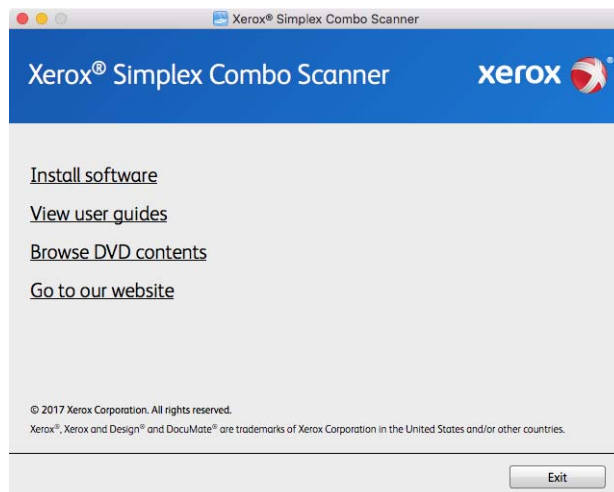 Xerox® Simplex Combo Scanner
Xerox® Simplex Combo Scanner
xerox ®
Install software
View user guides
Browse DVD contents
Go to our website
© 2017 Xerox Corporation. All rights reserved.
Xerox®, Xerox and Design® and DocuMate® are trademarks of Xerox Corporation in the United States and/or other countries.
Exit